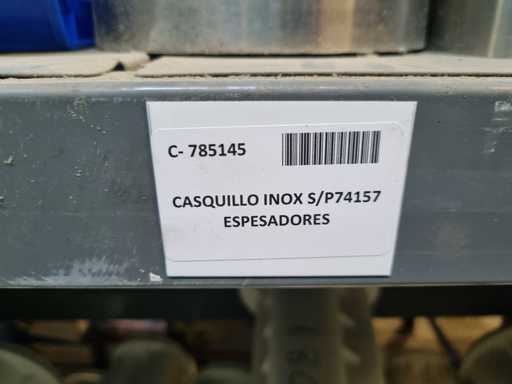 C- 785145
CASQUILLO INOX S/P74157
ESPESADORES